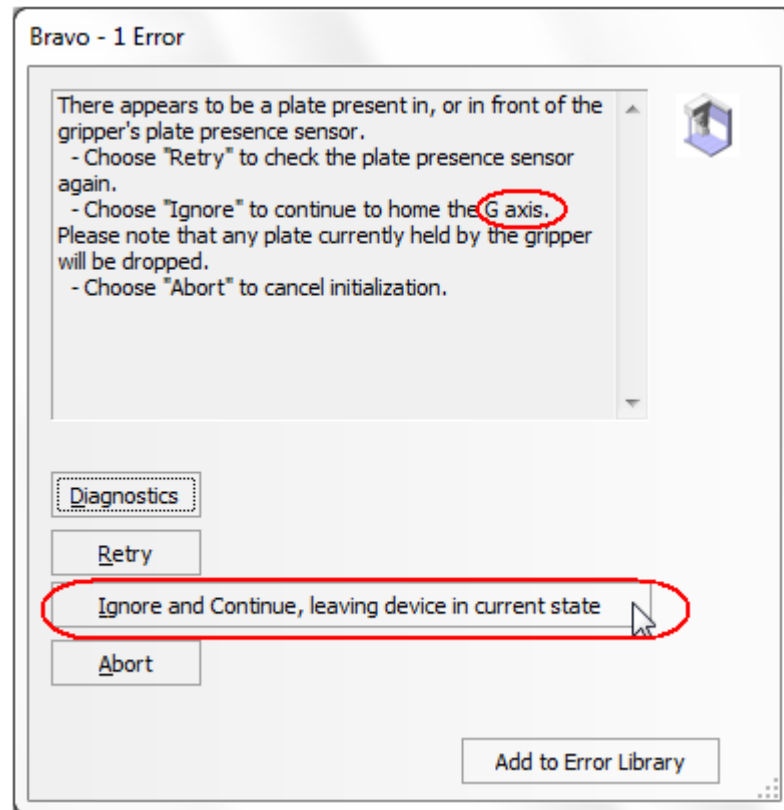 Bravo - 1 Error
There appears to be a plate present in, or in front of the
gripper's plate presence sensor.
- Choose "Retry" to check the plate presence sensor
again.
- Choose "Ignore" to continue to home the G axis.
Please note that any plate currently held by the gripper
will be dropped.
- Choose "Abort" to cancel initialization.
Diagnostics
Retry
Ignore and Continue, leaving device in current state
Abort
Add to Error Library